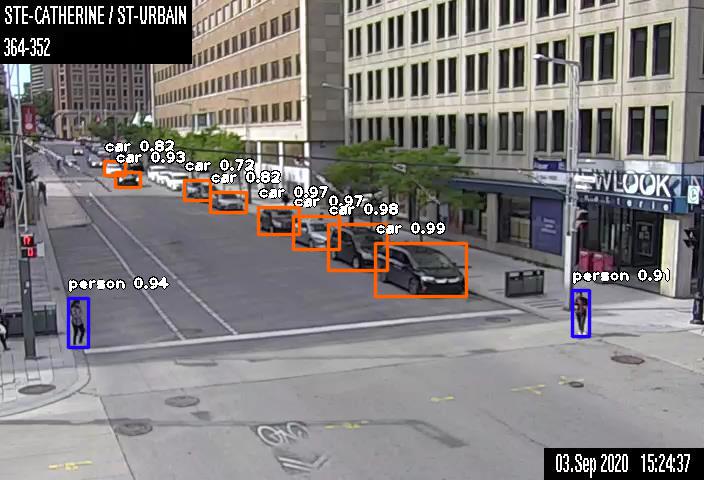 STE-CATHERINE / ST-URBAIN
364-352
car 0.82
car 0.93
car 0.72
car 0.82
car 0.97
car 0.97
car 0.98
car 0.99
person 0.94
person 0.91
WLOOK
03.Sep 2020 15:24:37